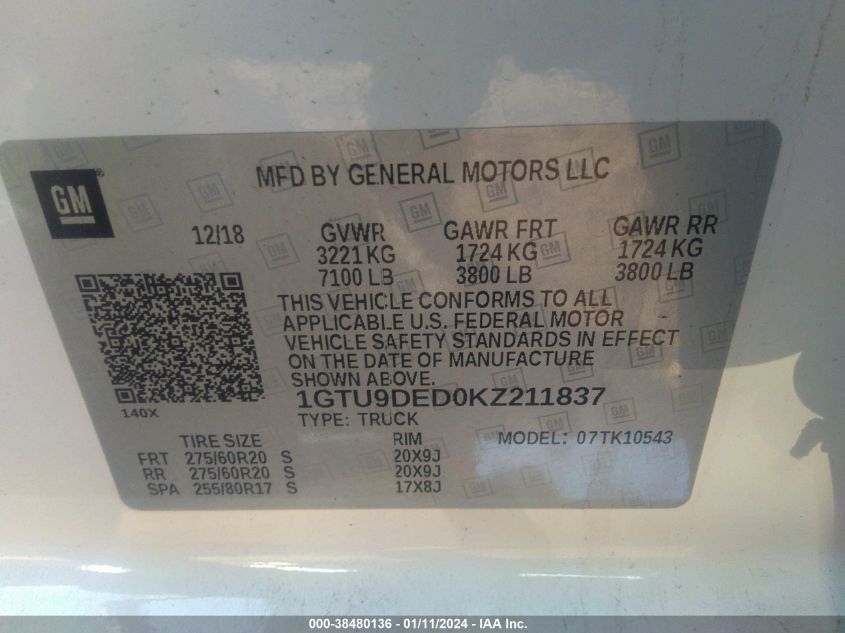 GM
MFD BY GENERAL MOTORS LLC
12/18
GVWR GAWR FRT GAWR RR
3221 KG 1724 KG 1724 KG
7100 LB 3800 LB 3800 LB
THIS VEHICLE CONFORMS TO ALL
APPLICABLE U.S. FEDERAL MOTOR
VEHICLE SAFETY STANDARDS IN EFFECT
ON THE DATE OF MANUFACTURE
SHOWN ABOVE.
1GTU9DED0KZ211837
140X
TYPE: TRUCK
TIRE SIZE RIM MODEL: 07TK10543
FRT 275/60R20 S 20X9J
RR 275/60R20 S 20X9J
SPA 255/80R17 S 17X8J
000-38480136 - 01/11/2024 - IAA Inc.